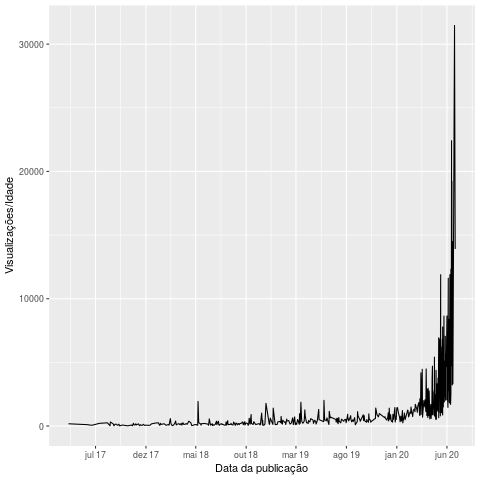 Visualizações/Idade
30000
20000
10000
0
jul 17 dez 17 mai 18 out 18 mar 19 ago 19 jan 20 jun 20
Data da publicação